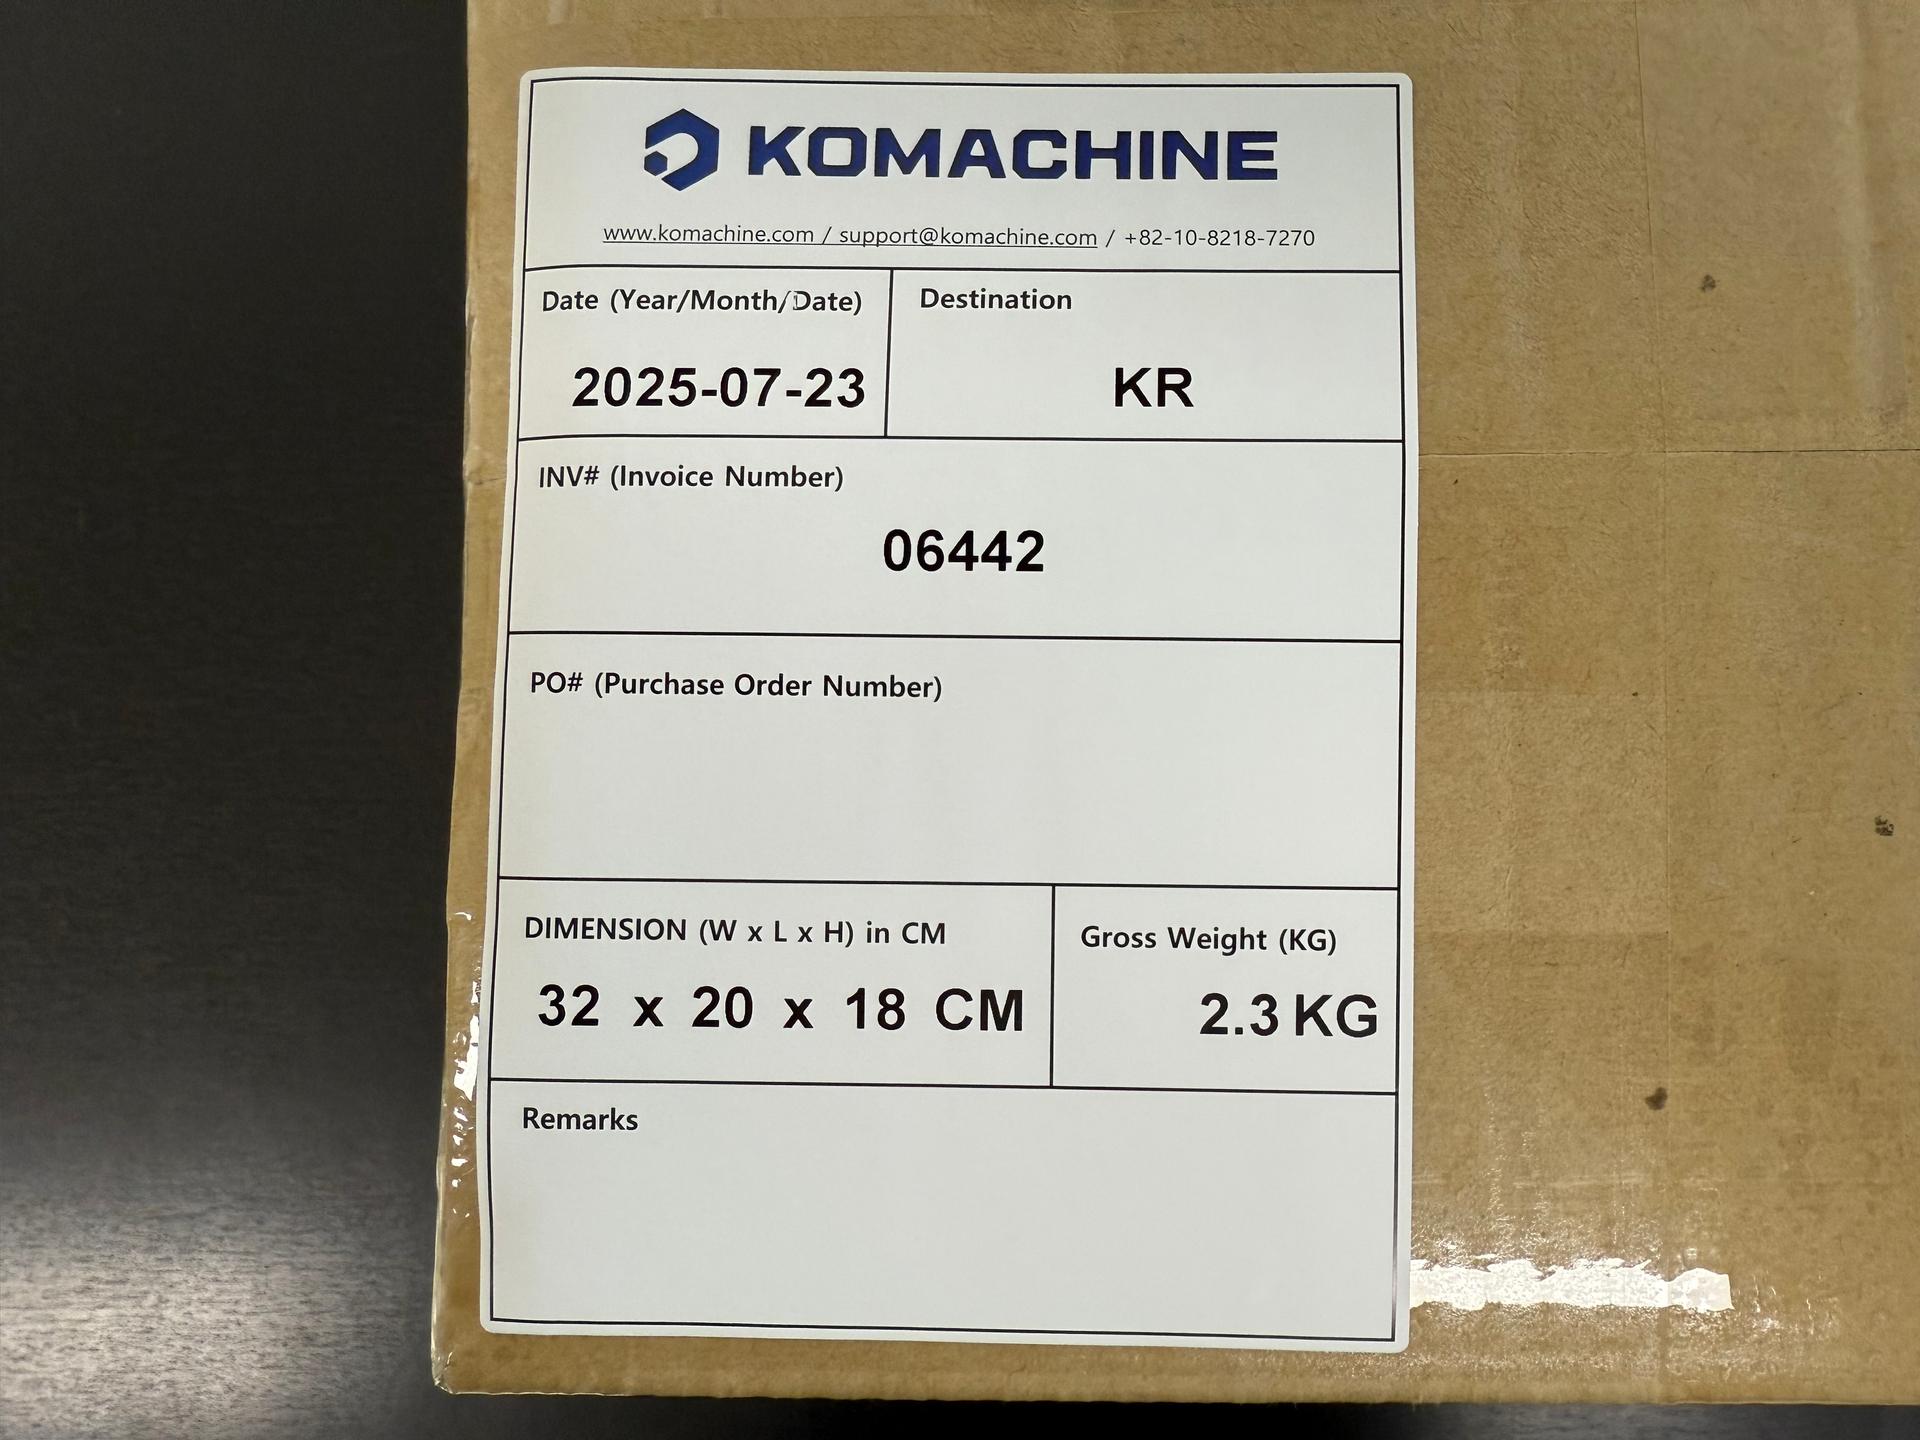 KOMACHINE
www.komachine.com / support@komachine.com / +82-10-8218-7270
Date (Year/Month/Date)
2025-07-23
Destination
KR
INV# (Invoice Number)
06442
PO# (Purchase Order Number)
DIMENSION (W x L x H) in CM
32 x 20 x 18 CM
Gross Weight (KG)
2.3 KG
Remarks